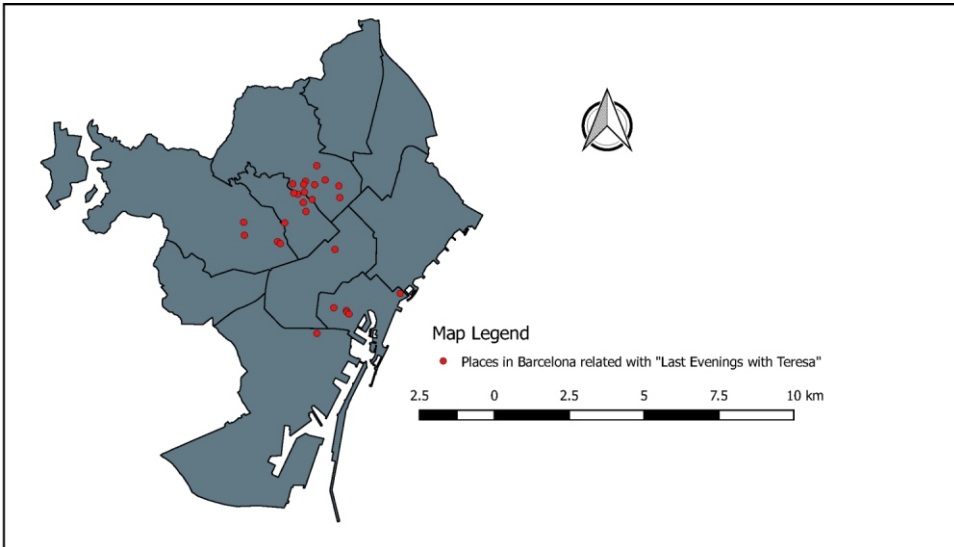 Map Legend
Places in Barcelona related with "Last Evenings with Teresa"
2.5 0 2.5 5 7.5 10 km